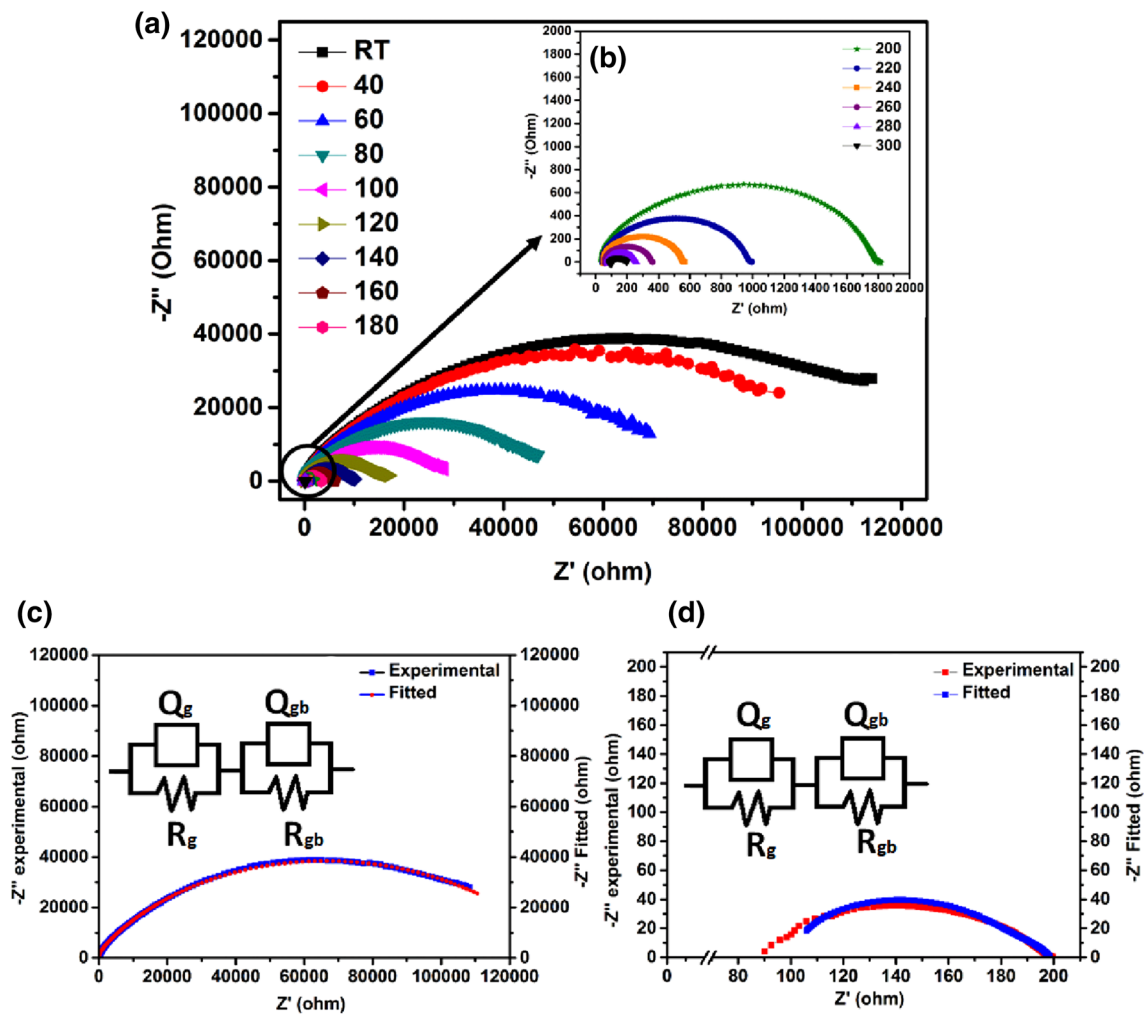 (a)
120000
100000
80000
60000
40000
20000
0
-Z'' (Ohm)
RT
40
60
80
100
120
140
160
180
0 20000 40000 60000 80000 100000 120000
Z' (ohm)
(b)
2000
1800
1600
1400
1200
1000
800
600
400
200
0
-Z'' (Ohm)
200
220
240
260
280
300
0 200 400 600 800 1000 1200 1400 1600 1800 2000
Z' (ohm)
(c)
120000
100000
80000
60000
40000
20000
0
-Z'' experimental (ohm)
Experimental
Fitted
Qg Qgb
Rg Rgb
120000
100000
80000
60000
40000
20000
0
-Z'' Fitted (ohm)
0 20000 40000 60000 80000 100000 120000
Z' (ohm)
(d)
200
180
160
140
120
100
80
60
40
20
0
-Z'' experimental (ohm)
Experimental
Fitted
Qg Qgb
Rg Rgb
200
180
160
140
120
100
80
60
40
20
0
-Z'' Fitted (ohm)
0 80 100 120 140 160 180 200
Z' (ohm)